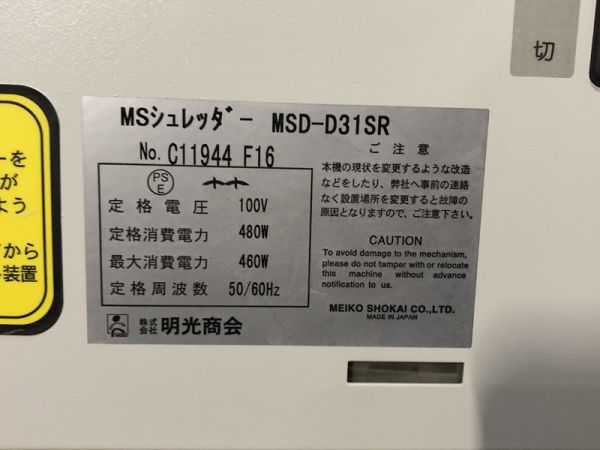 切
MSシュレッダー MSD-D31SR
No. C11944 F16
PS
E
定格電圧 100V
定格消費電力 480W
最大消費電力 460W
定格周波数 50/60Hz
株式
会社 明光商会
ご注意
本機の現状を変更するような改造
などをしたり、弊社へ事前の連絡
なく設置場所を変更すると故障の
原因となりますので、ご注意下さい。
CAUTION
To avoid damage to the mechanism,
please do not tamper with or relocate
this machine without advance
notification to us.
MEIKO SHOKAI CO.,LTD.
MADE IN JAPAN
ーを
が
よう
から
装置